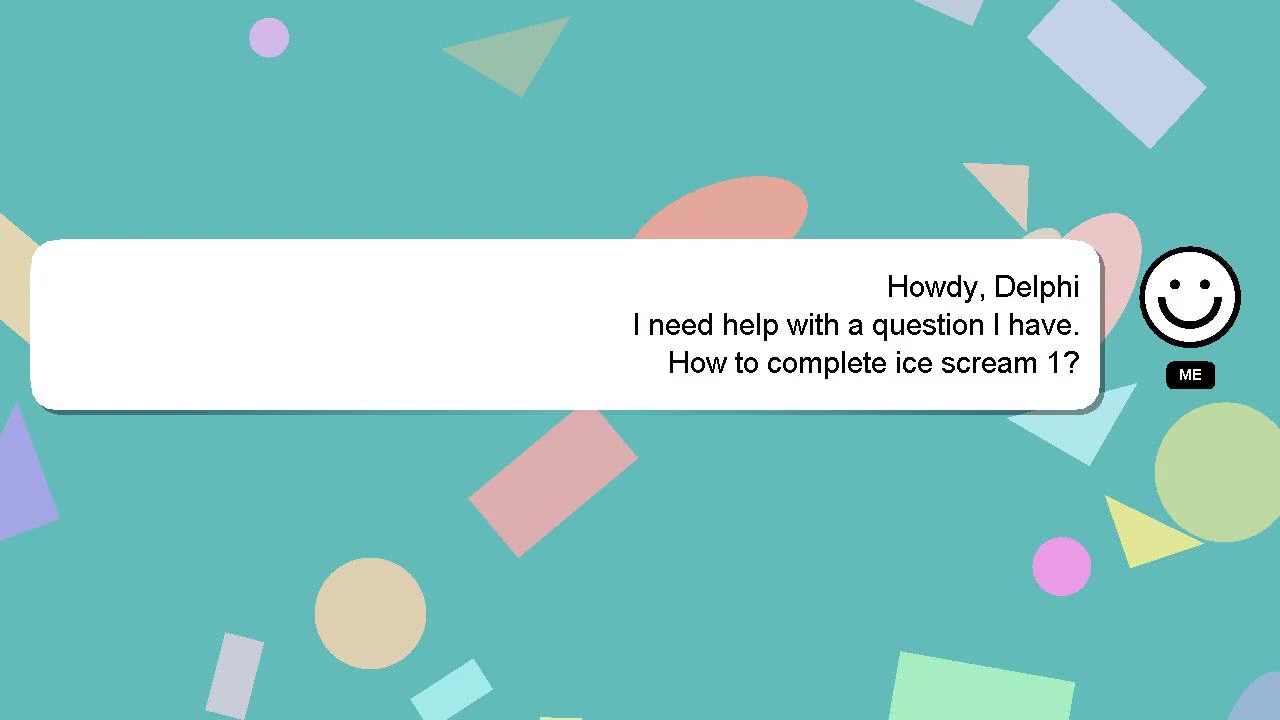 Howdy, Delphi
I need help with a question I have.
How to complete ice scream 1?
ME